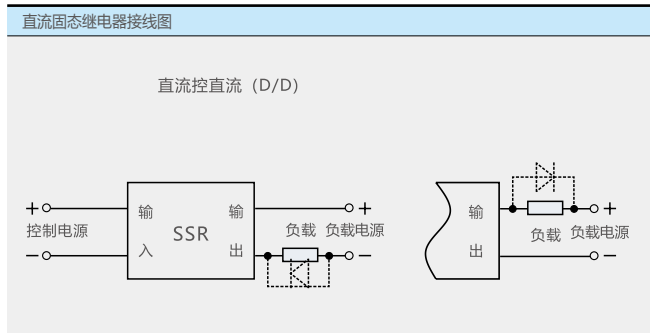 直流固态继电器接线图
直流控直流（D/D）
+ + +
输 输 输
控制电源 SSR 负载 负载电源 负载 负载电源
入 出 出
− − −